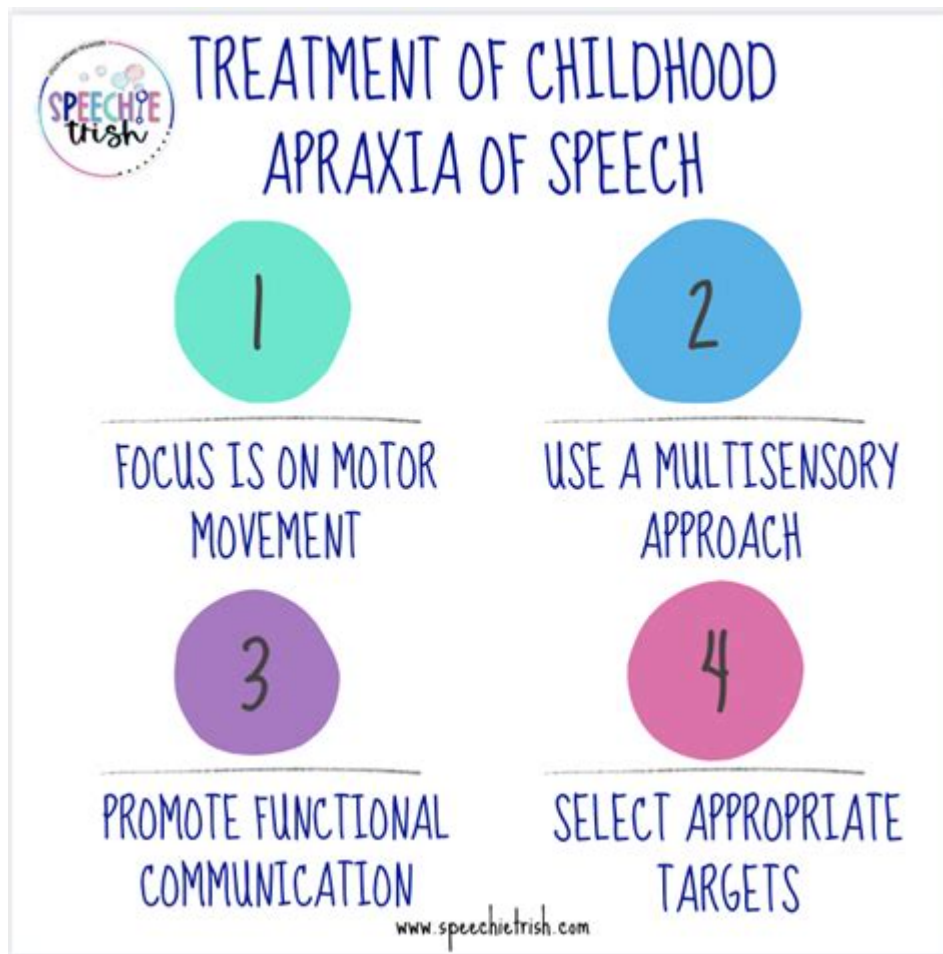 SPEECHIE
trish
TREATMENT OF CHILDHOOD
APRAXIA OF SPEECH
1
2
FOCUS IS ON MOTOR
MOVEMENT
USE A MULTISENSORY
APPROACH
3
4
PROMOTE FUNCTIONAL
COMMUNICATION
SELECT APPROPRIATE
TARGETS
www.speechietrish.com